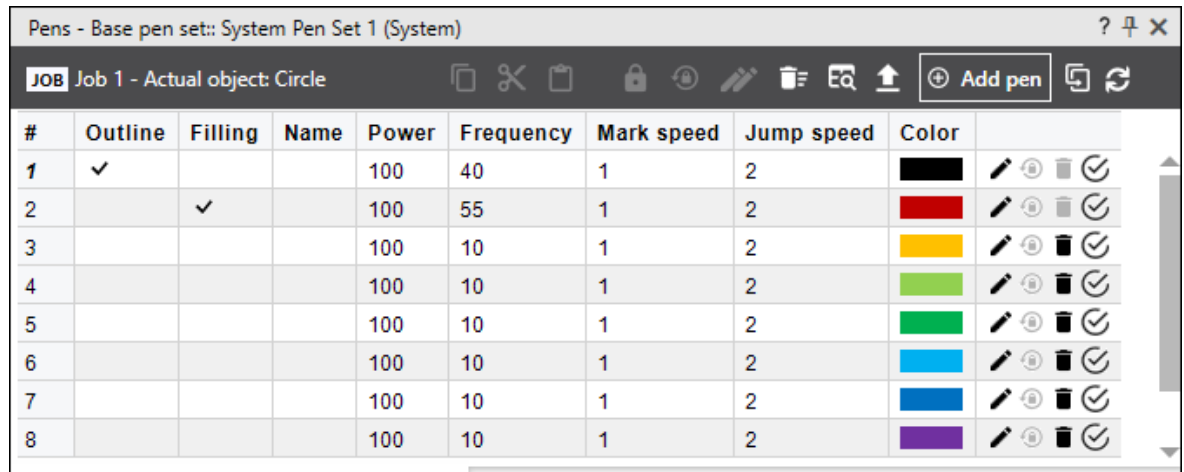 Pens - Base pen set:: System Pen Set 1 (System) ?
JOB Job 1 - Actual object: Circle Add pen
# Outline Filling Name Power Frequency Mark speed Jump speed Color
1 100 40 1 2
2 100 55 1 2
3 100 10 1 2
4 100 10 1 2
5 100 10 1 2
6 100 10 1 2
7 100 10 1 2
8 100 10 1 2